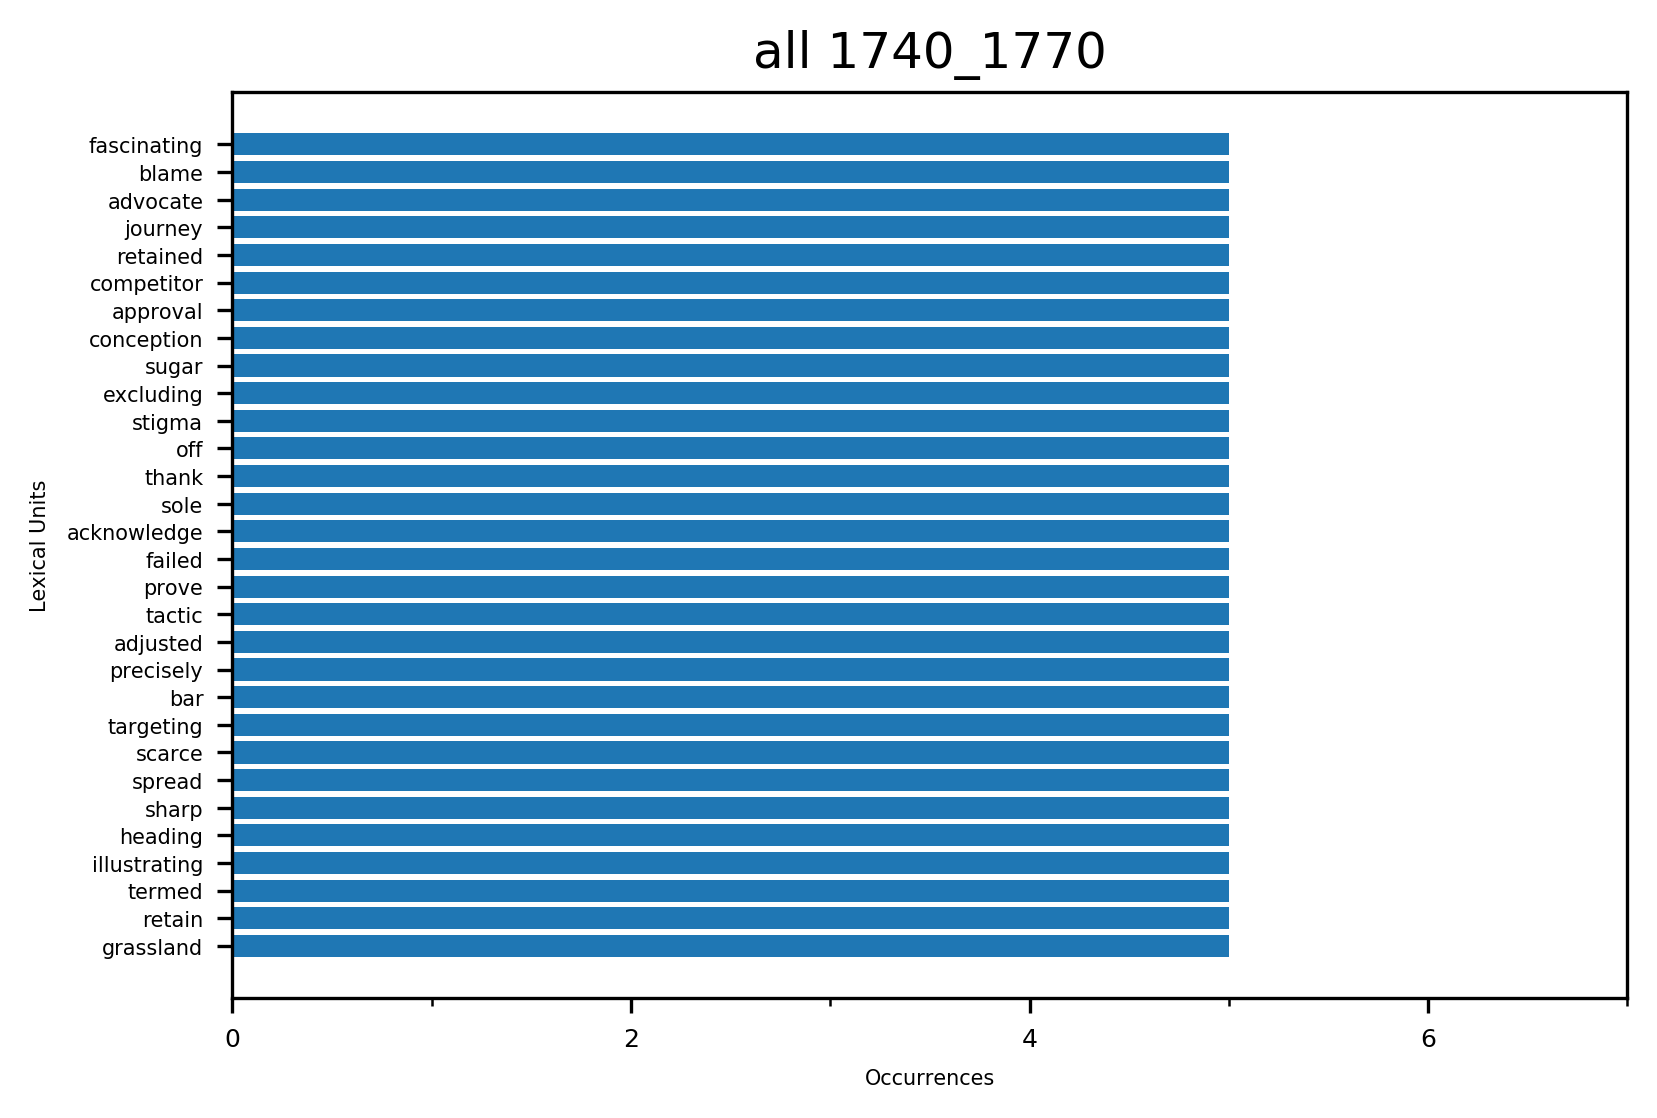 all 1740_1770
fascinating
blame
advocate
journey
retained
competitor
approval
conception
sugar
excluding
stigma
off
thank
sole
acknowledge
failed
prove
tactic
adjusted
precisely
bar
targeting
scarce
spread
sharp
heading
illustrating
termed
retain
grassland
Lexical Units
0 2 4 6
Occurrences